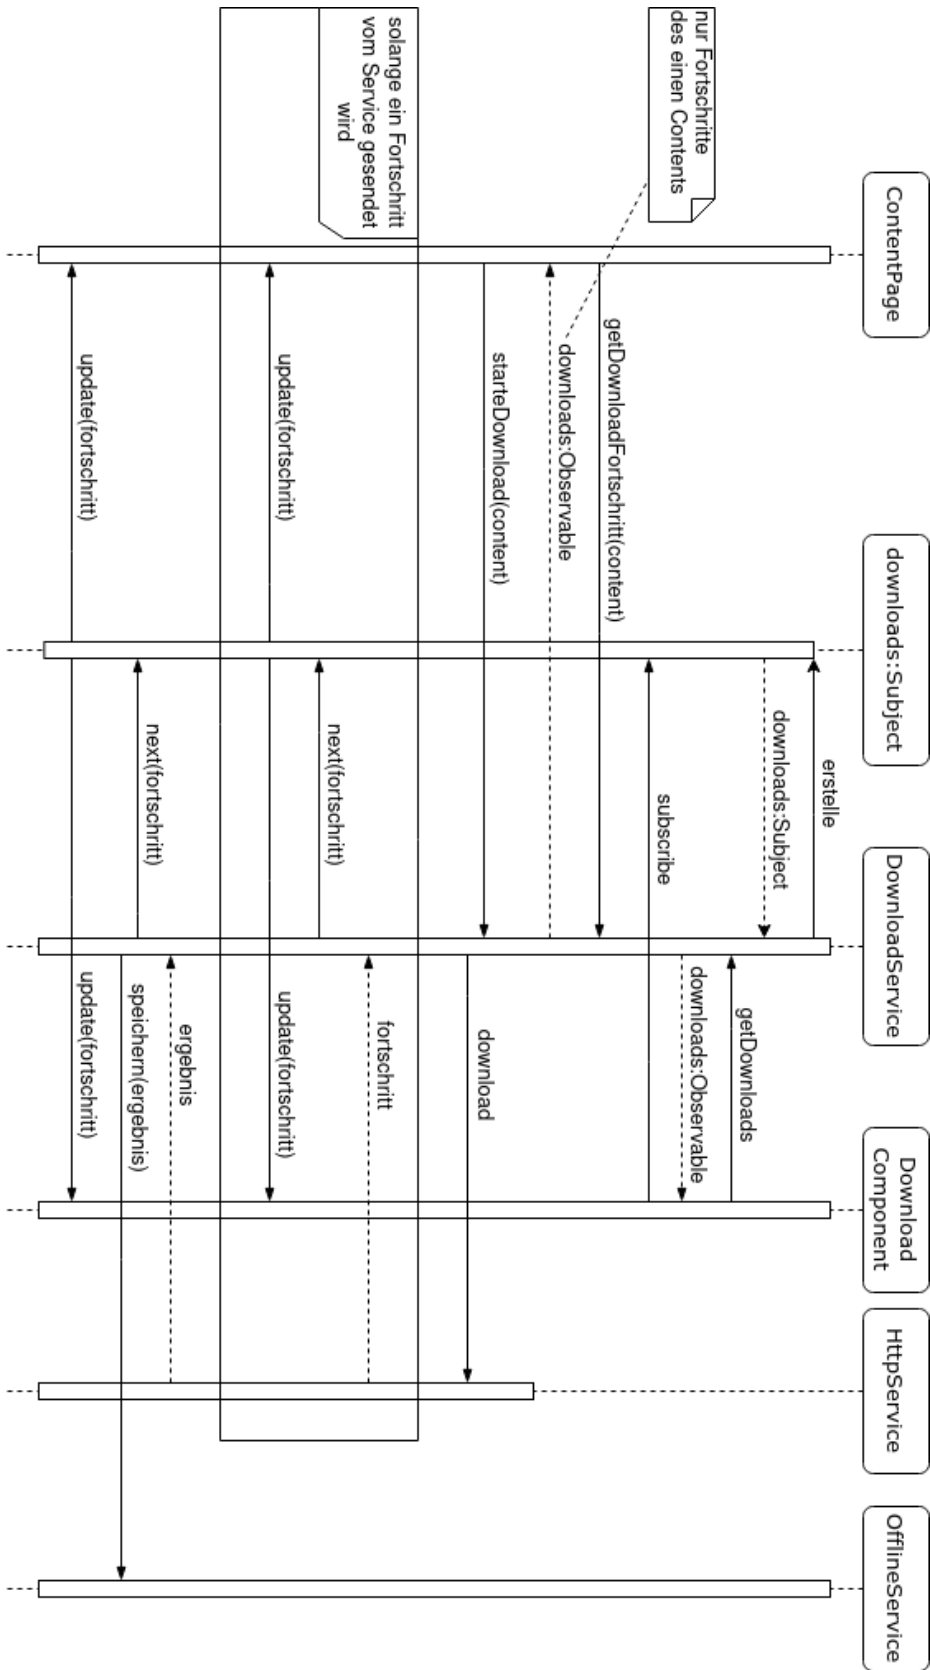 ContentPage
downloads::Subject
DownloadService
Download
Component
HttpService
OfflineService
erstelle
downloads:Subject
getDownloads
downloads:Observable
nur Fortschritte
des einen Contents
subscribe
getDownloadFortschritt(content)
downloads:Observable
starteDownload(content)
download
solange ein Fortschritt
vom Service gesendet
wird
fortschritt
next(fortschritt)
update(fortschritt)
update(fortschritt)
ergebnis
next(fortschritt)
speichern(ergebnis)
update(fortschritt)
update(fortschritt)